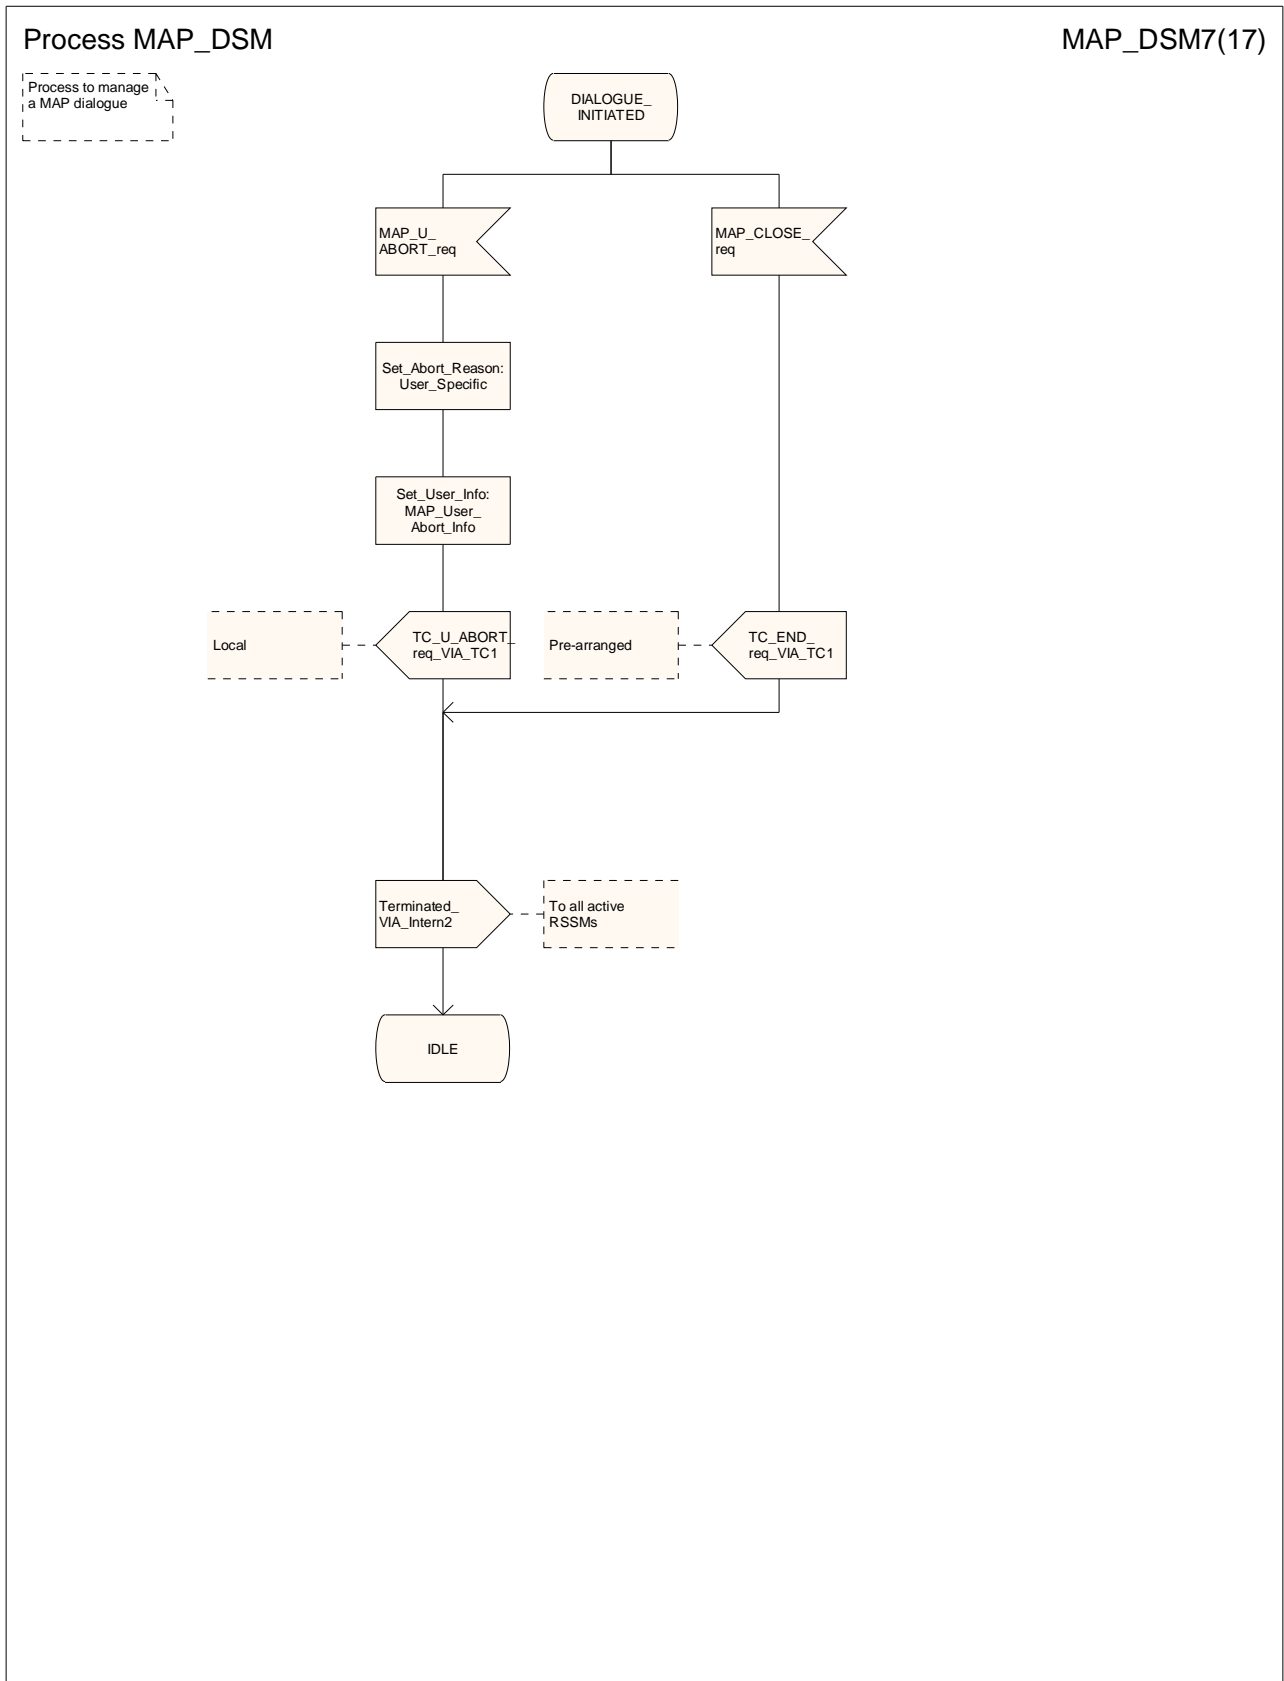 Process MAP_DSM
MAP_DSM7(17)
Process to manage
a MAP dialogue
DIALOGUE_
INITIATED
MAP_U_
ABORT_req
MAP_CLOSE_
req
Set_Abort_Reason:
User_Specific
Set_User_Info:
MAP_User_
Abort_Info
Local
TC_U_ABORT_
req_VIA_TC1
Pre-arranged
TC_END_
req_VIA_TC1
Terminated_
VIA_Intern2
To all active
RSSMs
IDLE